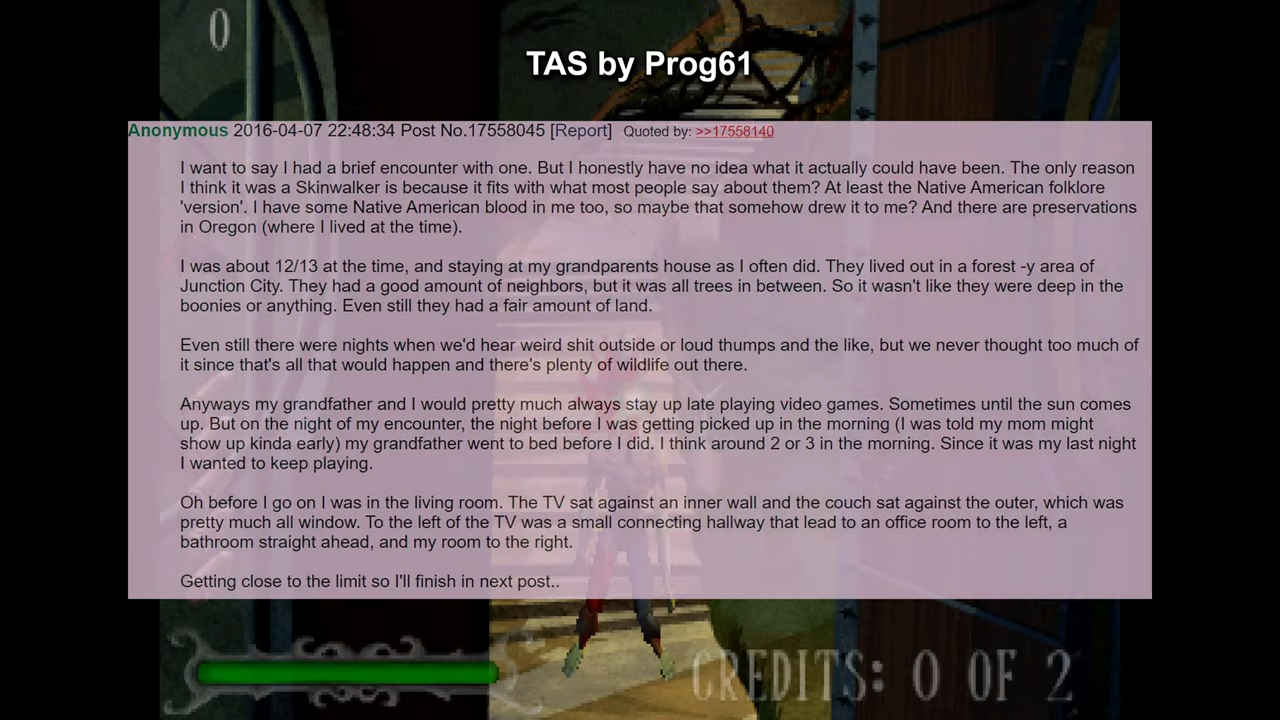 0
TAS by Prog61
Anonymous 2016-04-07 22:48:34 Post No.17558045 [Report] Quoted by: >>17558140
I want to say I had a brief encounter with one. But I honestly have no idea what it actually could have been. The only reason
I think it was a Skinwalker is because it fits with what most people say about them? At least the Native American folklore
'version'. I have some Native American blood in me too, so maybe that somehow drew it to me? And there are preservations
in Oregon (where I lived at the time).
I was about 12/13 at the time, and staying at my grandparents house as I often did. They lived out in a forest -y area of
Junction City. They had a good amount of neighbors, but it was all trees in between. So it wasn't like they were deep in the
boonies or anything. Even still they had a fair amount of land.
Even still there were nights when we'd hear weird shit outside or loud thumps and the like, but we never thought too much of
it since that's all that would happen and there's plenty of wildlife out there.
Anyways my grandfather and I would pretty much always stay up late playing video games. Sometimes until the sun comes
up. But on the night of my encounter, the night before I was getting picked up in the morning (I was told my mom might
show up kinda early) my grandfather went to bed before I did. I think around 2 or 3 in the morning. Since it was my last night
I wanted to keep playing.
Oh before I go on I was in the living room. The TV sat against an inner wall and the couch sat against the outer, which was
pretty much all window. To the left of the TV was a small connecting hallway that lead to an office room to the left, a
bathroom straight ahead, and my room to the right.
Getting close to the limit so I'll finish in next post..
CREDITS: 0 OF 2